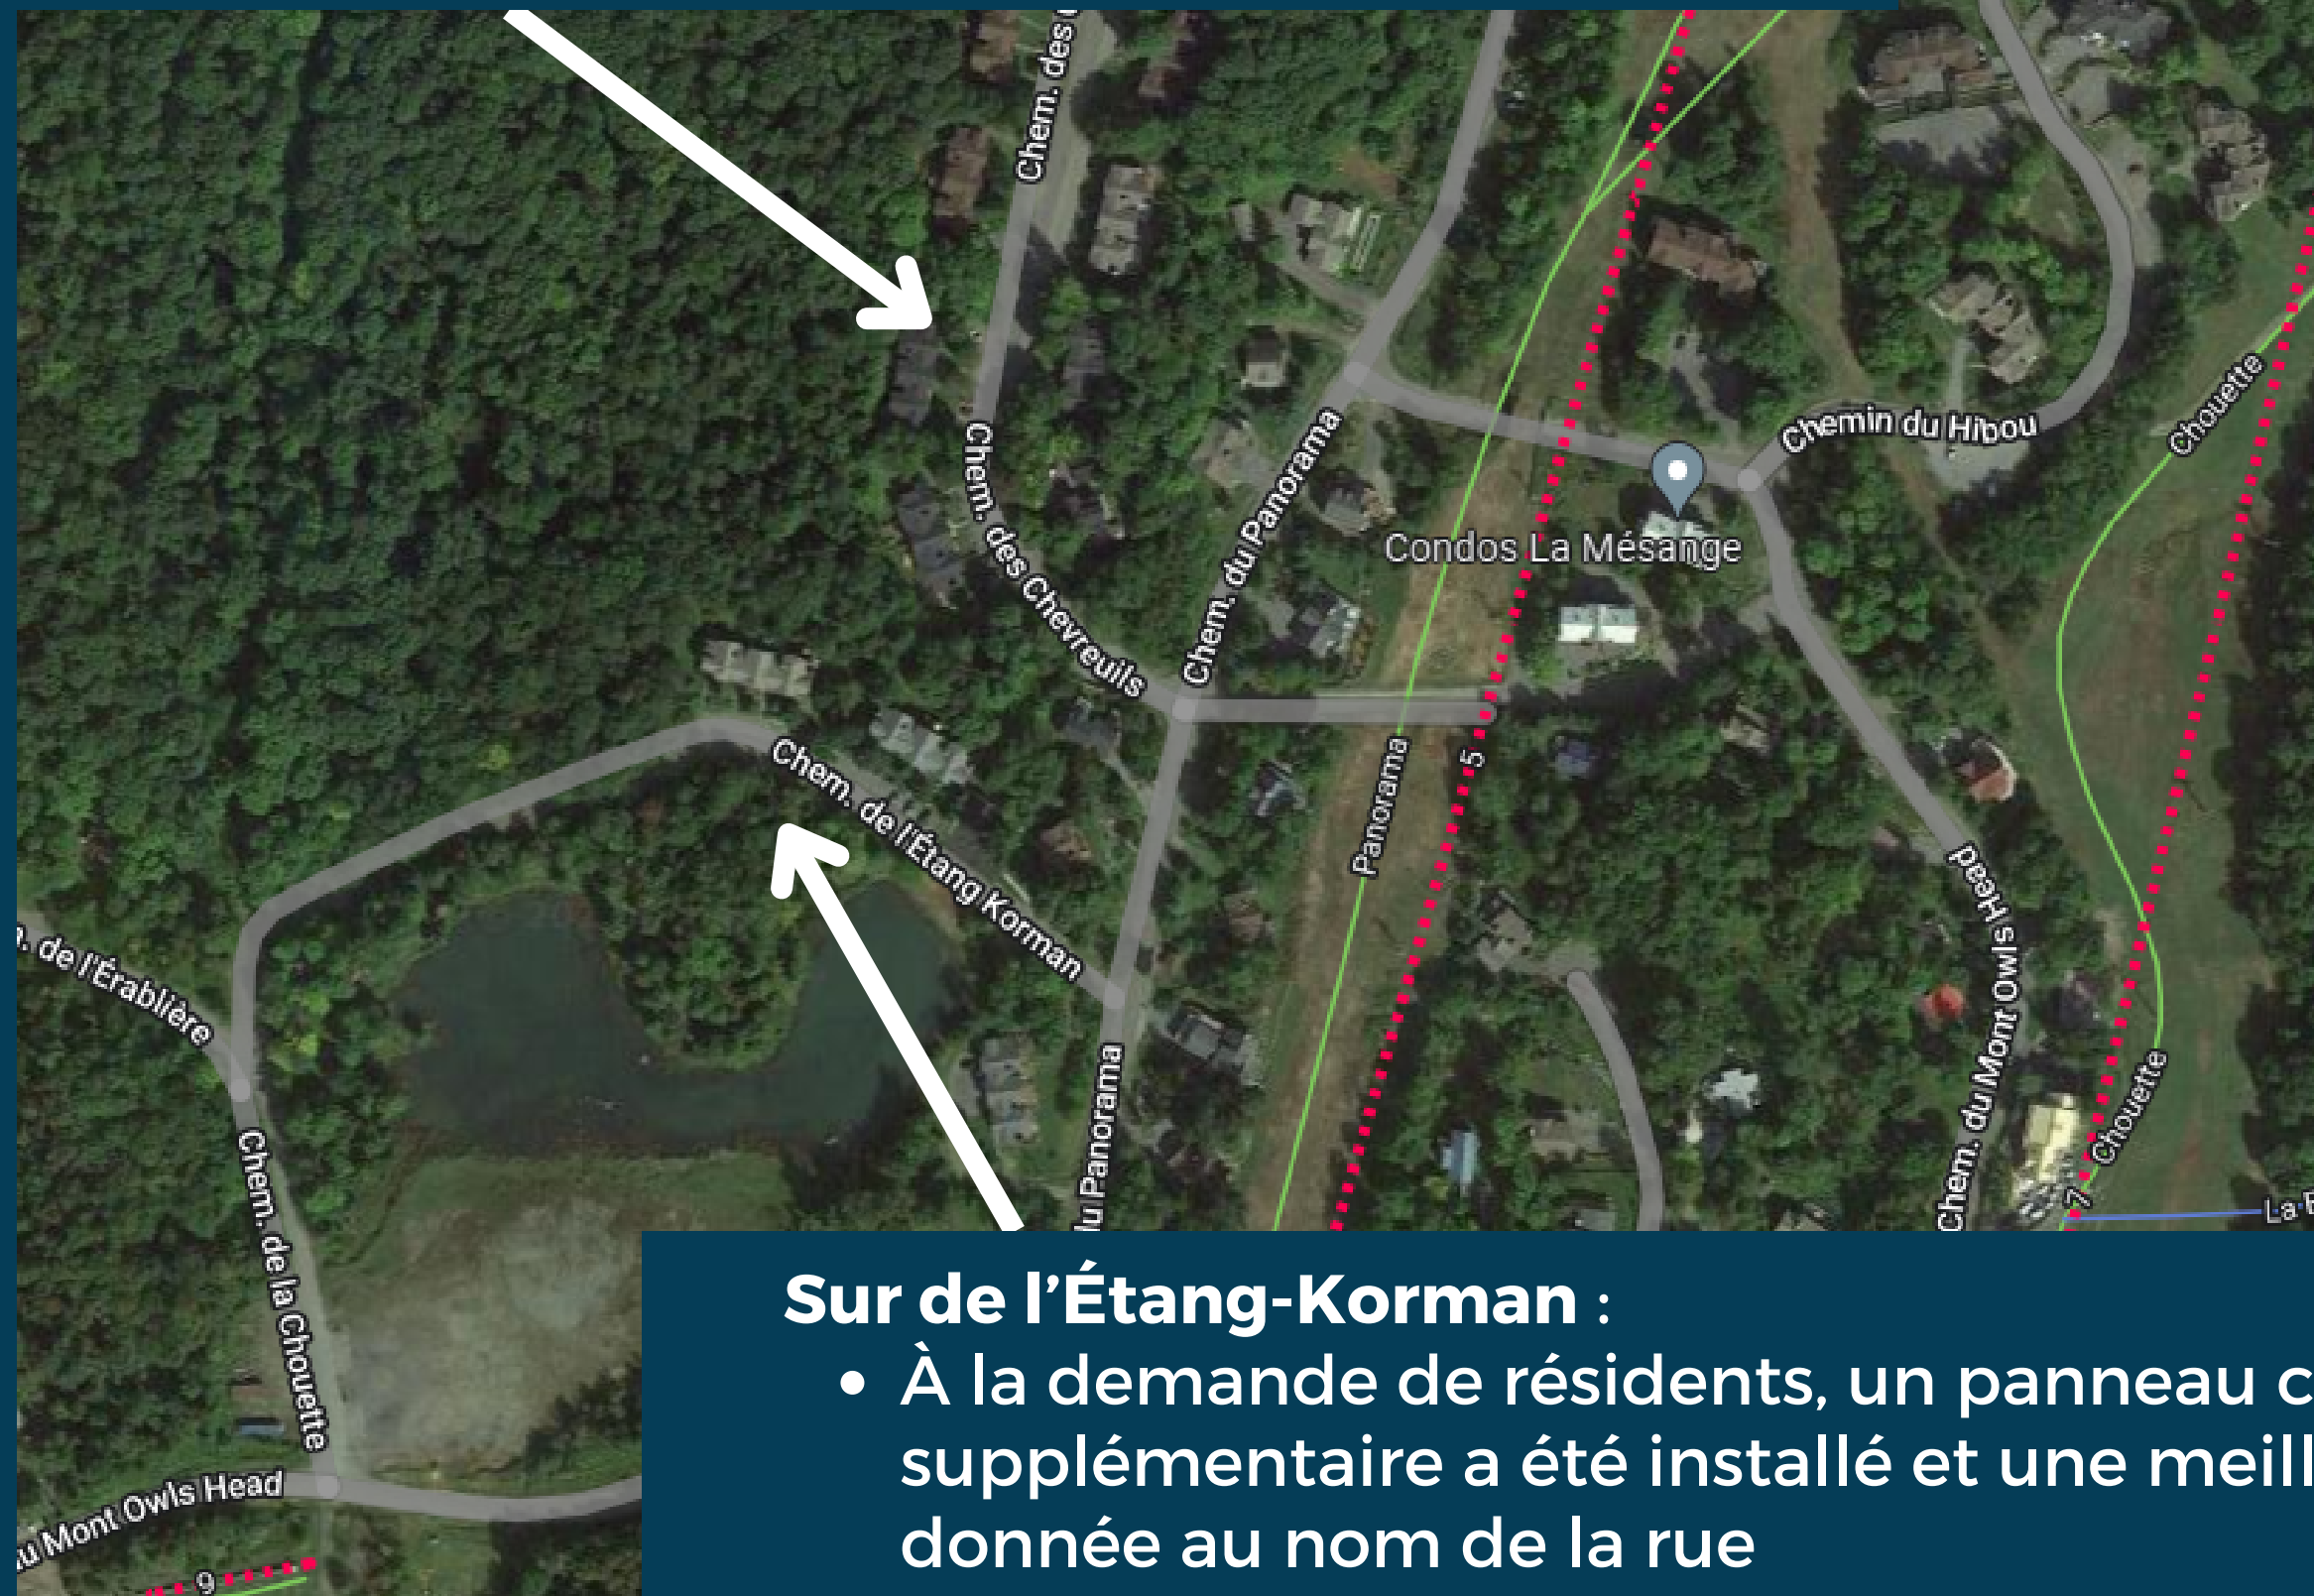 Chem. des
Chem. des Chevreuils
Chem. du Panorama
Chemin du Hibou
Chouette
Condos La Mésange
Chem. de l'Étang Korman
Panorama
5
Chem. du Mont Owls Head
de l'Érablière
Chem. de la Chouette
du Panorama
Chouette
7
La
Mont Owls Head
9
Sur de l’Étang-Korman :
• À la demande de résidents, un panneau
supplémentaire a été installé et une
donnée au nom de la rue